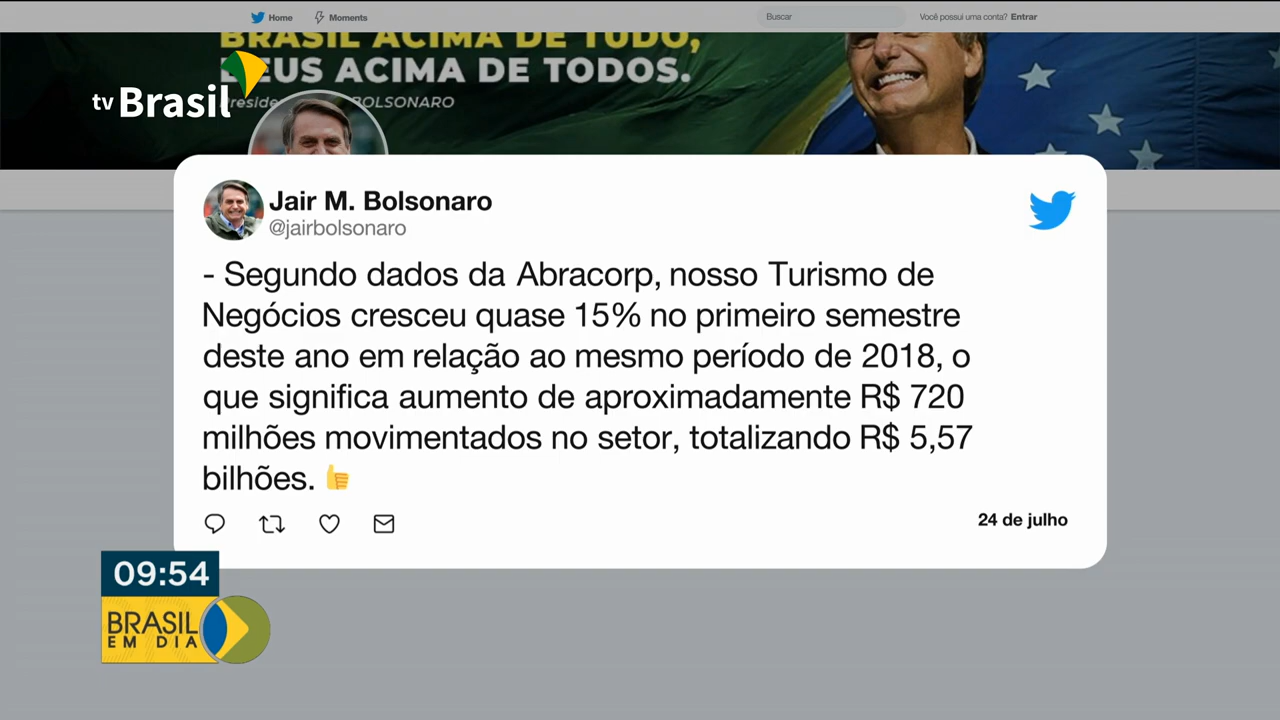 Home
Moments
Buscar
Você possui uma conta? Entrar
BRASIL ACIMA DE TUDO,
DEUS ACIMA DE TODOS.
BOLSONARO
tv Brasil
Jair M. Bolsonaro
@jairbolsonaro
- Segundo dados da Abracorp, nosso Turismo de
Negócios cresceu quase 15% no primeiro semestre
deste ano em relação ao mesmo período de 2018, o
que significa aumento de aproximadamente R$ 720
milhões movimentados no setor, totalizando R$ 5,57
bilhões.
24 de julho
09:54
BRASIL
EM DIA